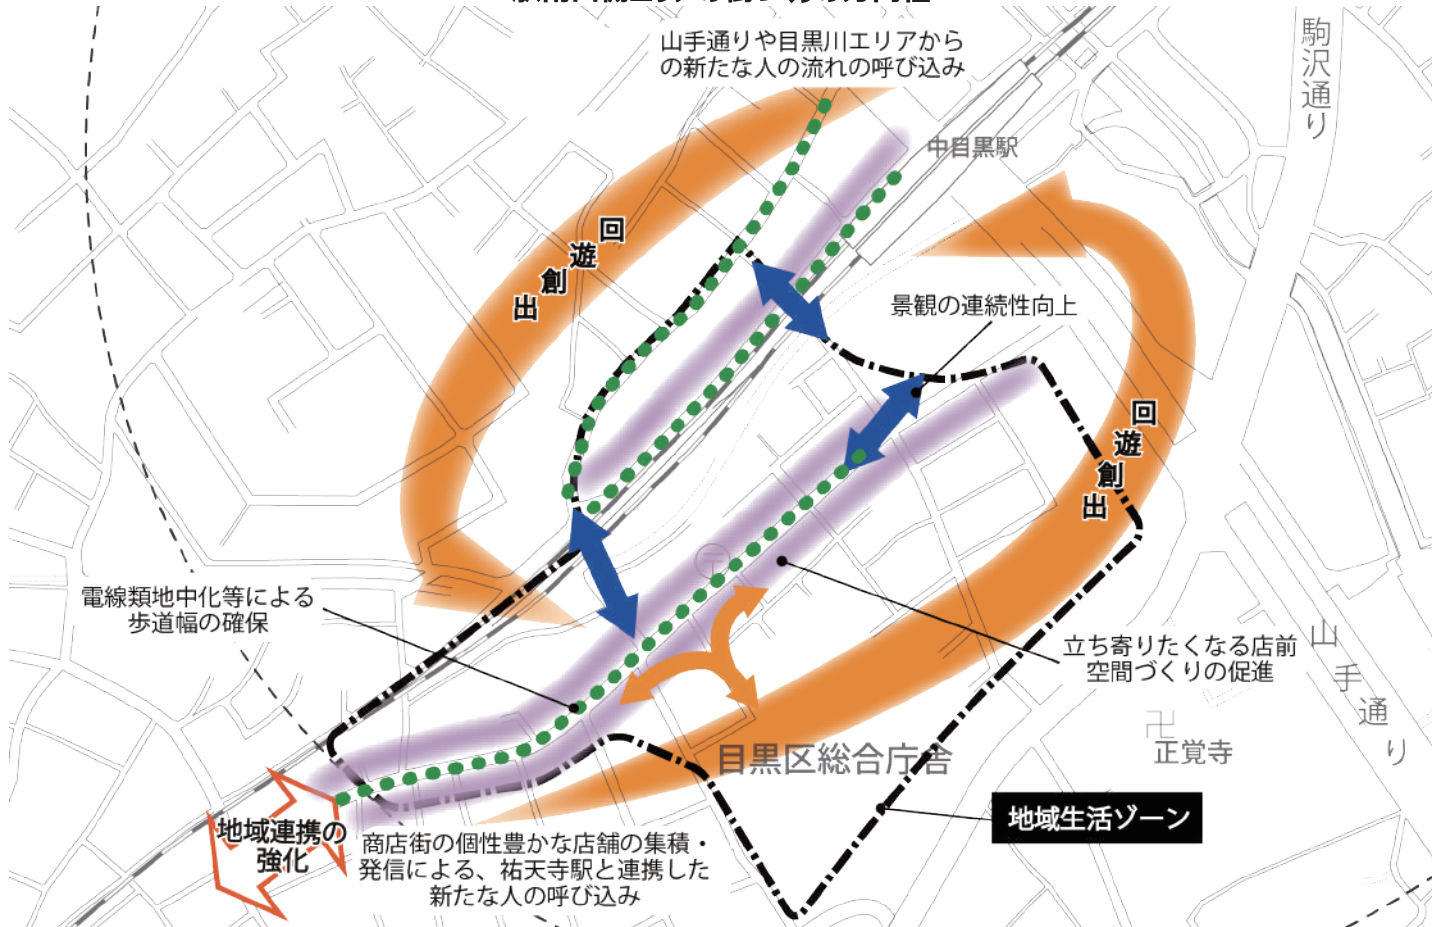 山手通りや目黒川エリアから
の新たな人の流れの呼び込み
駒沢通り
中目黒駅
回遊創出
景観の連続性向上
回遊創出
電線類地中化等による
歩道幅の確保
立ち寄りたくなる店前
空間づくりの促進
山手通り
卍
正覚寺
目黒区総合庁舎
地域生活ゾーン
地域連携の
強化
商店街の個性豊かな店舗の集積・
発信による、祐天寺駅と連携した
新たな人の呼び込み